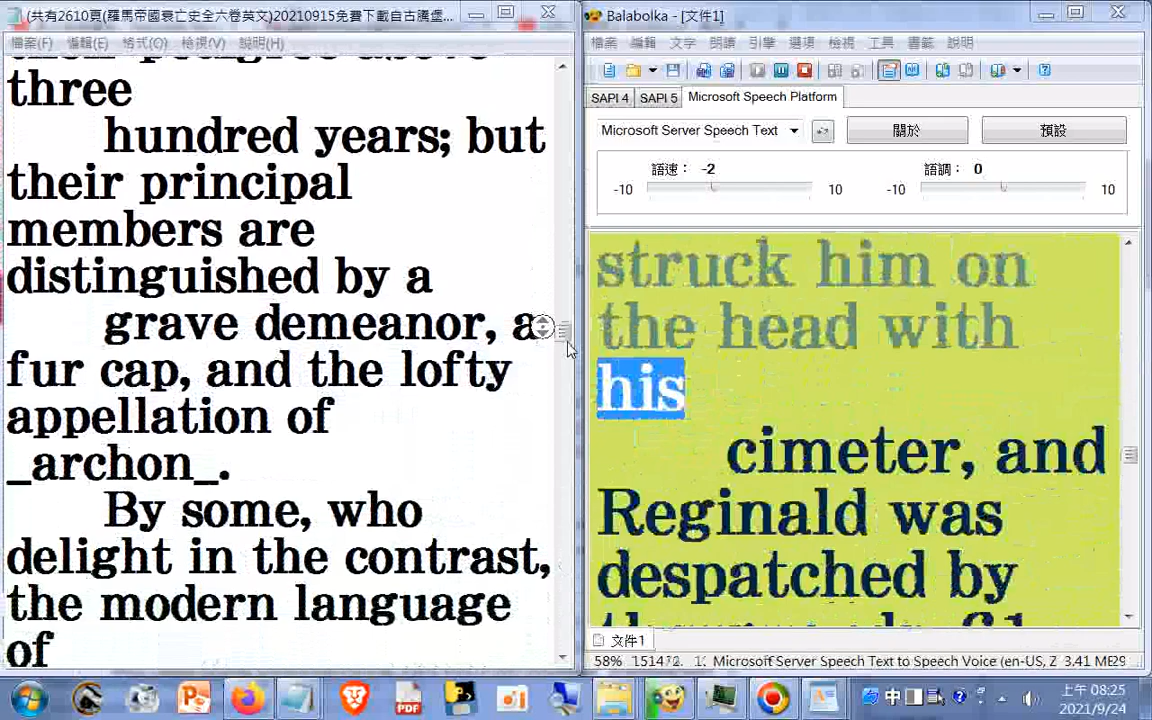 (共有2610頁(羅馬帝國衰亡史全六卷英文)20210915免費下載自古騰堡...
檔案(F) 編輯(E) 格式(O) 檢視(V) 說明(H)
their pedigree above
three
hundred years; but
their principal
members are
distinguished by a
grave demeanor, a
fur cap, and the lofty
appellation of
_archon_.
By some, who
delight in the contrast,
the modern language
of
Balabolka - [文件1]
檔案 編輯 文字 朗讀 引擎 選項 檢視 工具 書籤 說明
SAPI 4 SAPI 5 Microsoft Speech Platform
Microsoft Server Speech Text 關於 預設
語速： -2 語調： 0
-10 10 -10 10
struck him on
the head with
his
cimeter, and
Reginald was
despatched by
文件1
58% Microsoft Server Speech Text to Speech Voice (en-US, Z 3.41 ME29
PDF 中 上午 08:25
2021/9/24